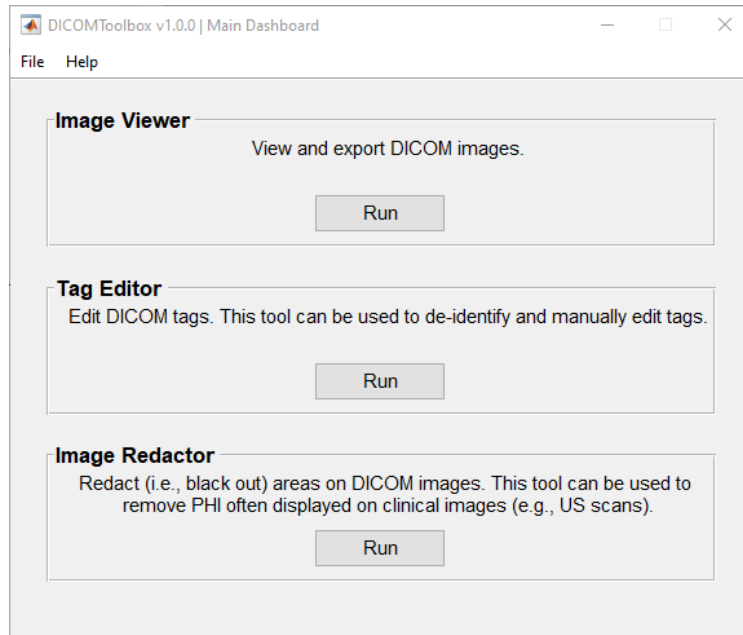 DICOMToolbox v1.0.0 | Main Dashboard
File Help
Image Viewer
View and export DICOM images.
Run
Tag Editor
Edit DICOM tags. This tool can be used to de-identify and manually edit tags.
Run
Image Redactor
Redact (i.e., black out) areas on DICOM images. This tool can be used to
remove PHI often displayed on clinical images (e.g., US scans).
Run